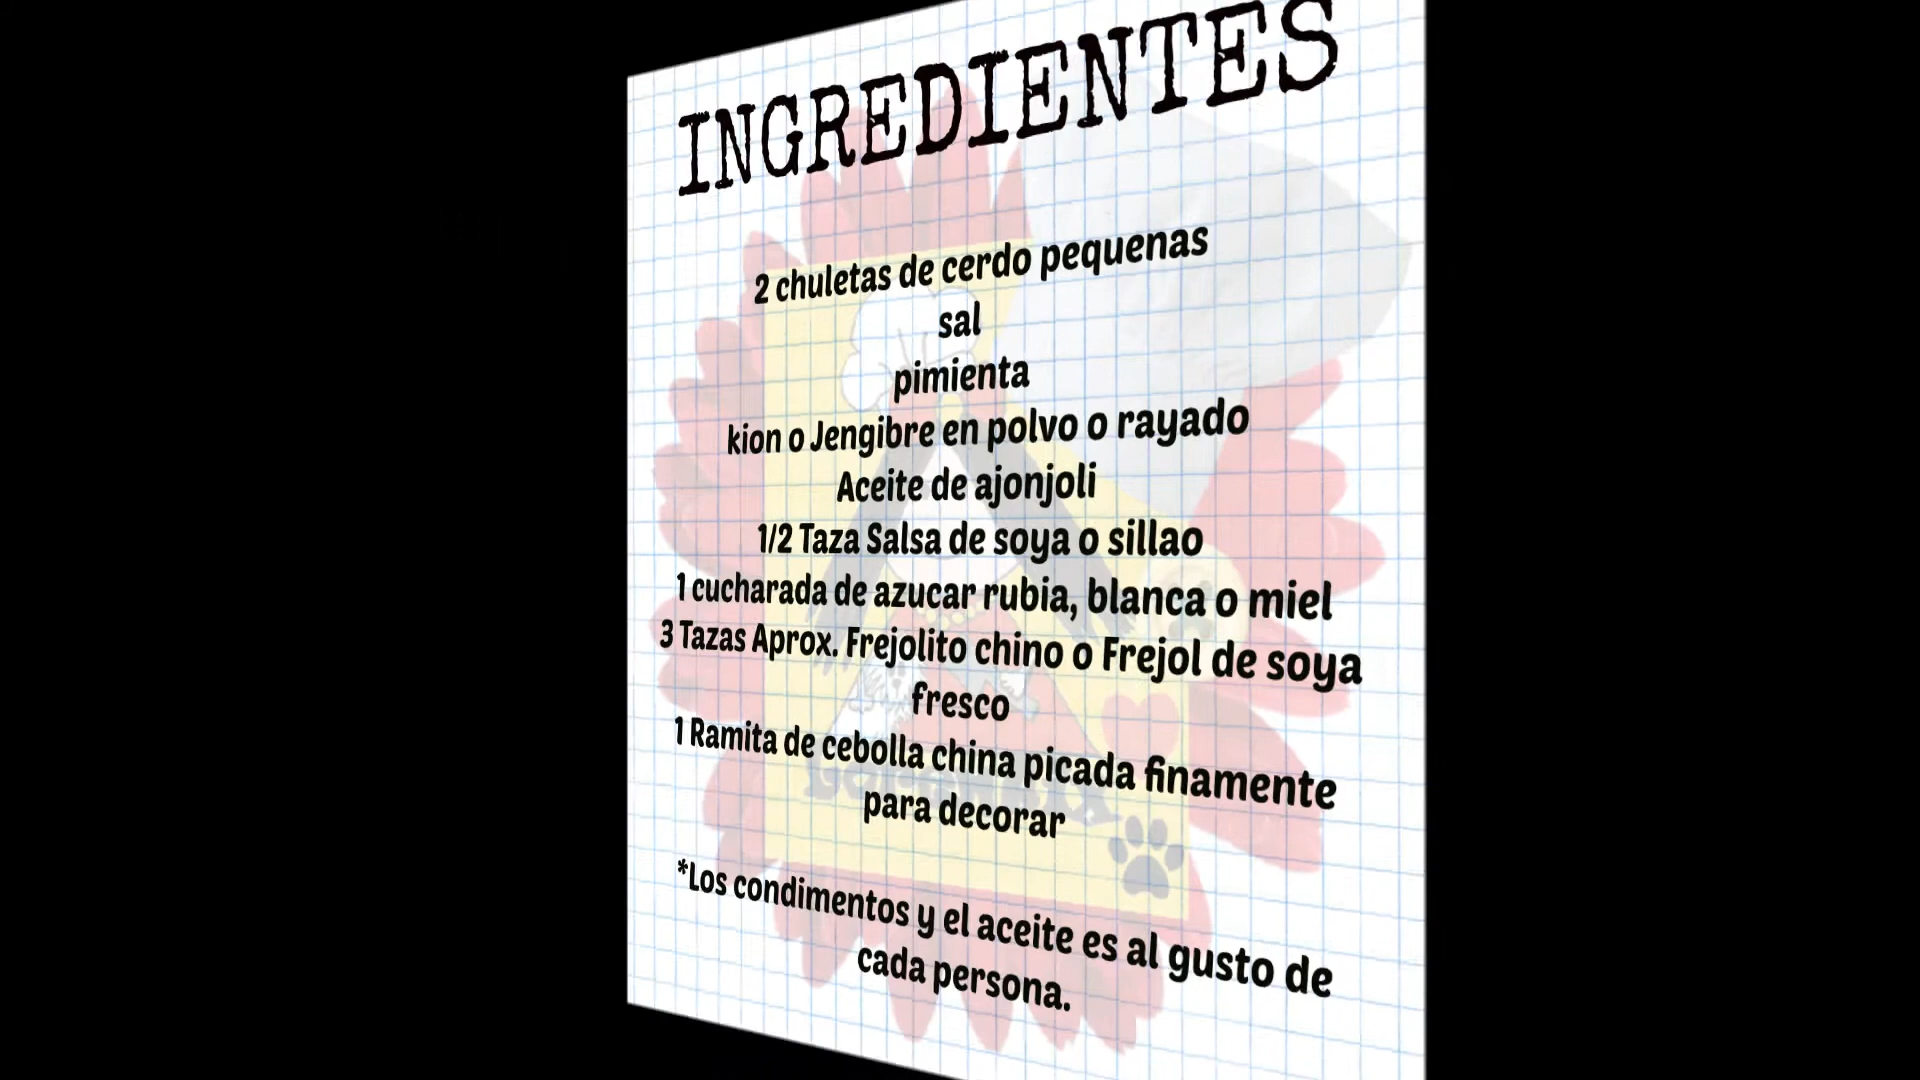 INGREDIENTES
2 chuletas de cerdo pequenas
sal
pimienta
kion o Jengibre en polvo o rayado
Aceite de ajonjoli
1/2 Taza Salsa de soya o sillao
1 cucharada de azucar rubia, blanca o miel
3 Tazas Aprox. Frejolito chino o Frejol de soya
fresco
1 Ramita de cebolla china picada finamente
para decorar
*Los condimentos y el aceite es al gusto de
cada persona.